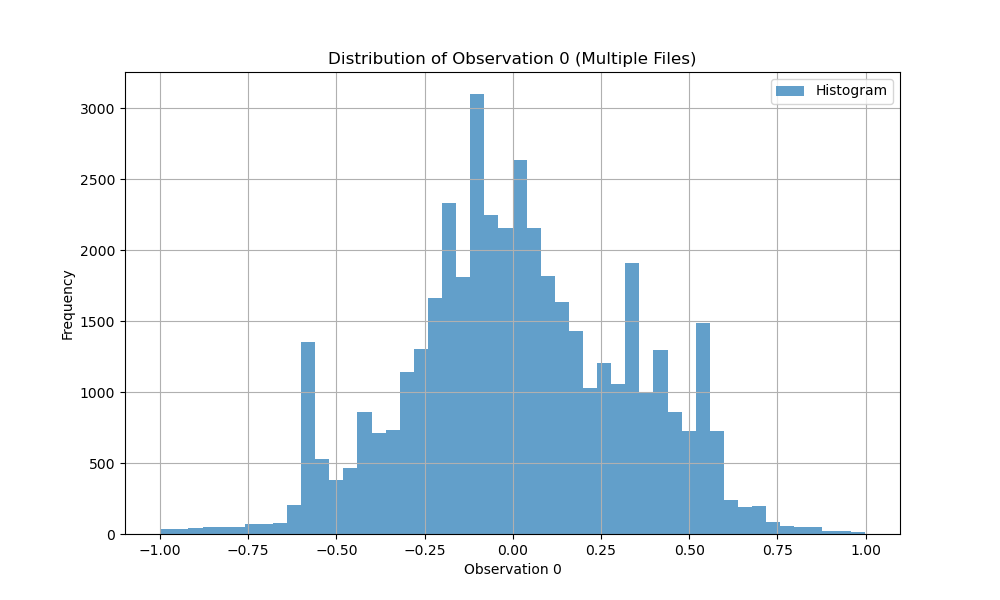 Distribution of Observation 0 (Multiple Files)
Histogram
3000
2500
2000
1500
1000
500
0
Frequency
−1.00 −0.75 −0.50 −0.25 0.00 0.25 0.50 0.75 1.00
Observation 0